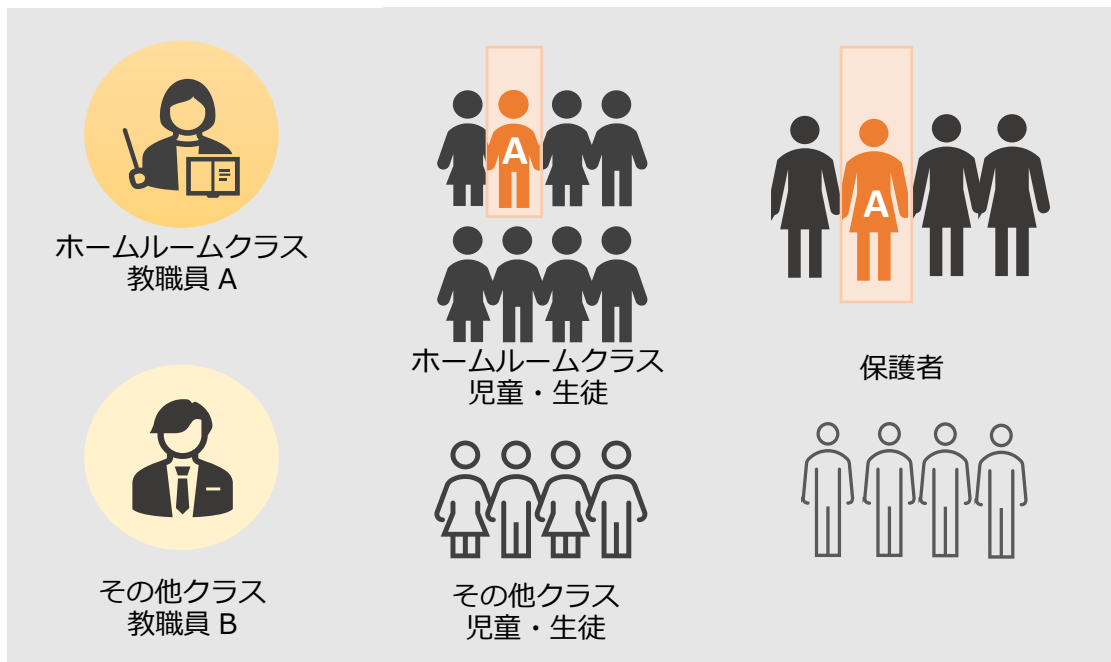 A
A
ホームルームクラス
教職員 A
ホームルームクラス
児童・生徒
保護者
その他クラス
教職員 B
その他クラス
児童・生徒